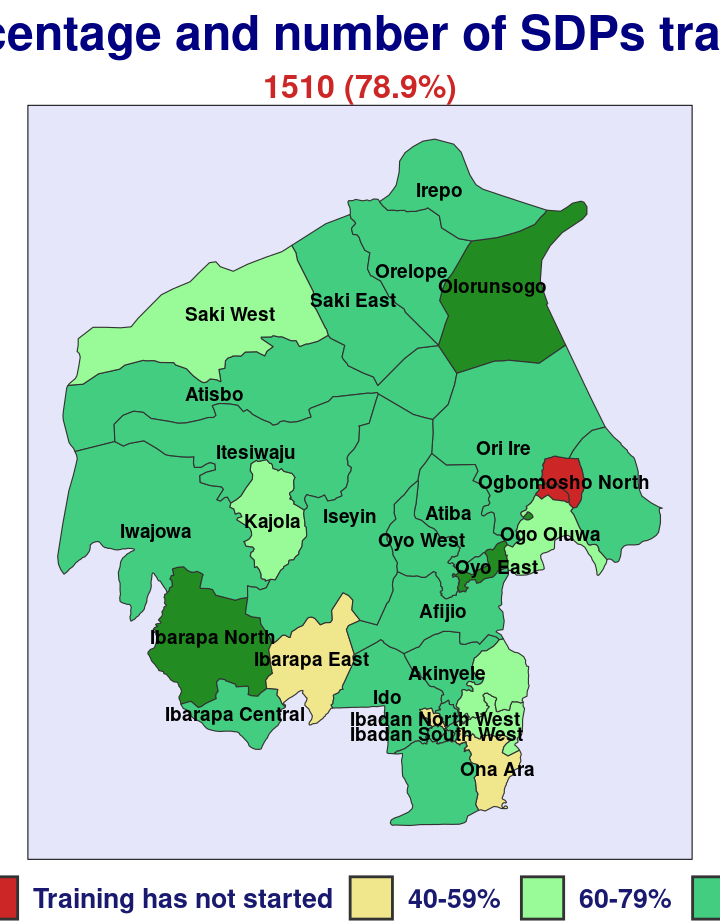 centage and number of SDPs tra
1510 (78.9%)
Irepo
Orelope
Olorunsogo
Saki East
Saki West
Atisbo
Ori Ire
Itesiwaju
Ogbomosho North
Atiba
Iseyin
Kajola
Iwajowa
Ogo Oluwa
Oyo West
Oyo East
Afijio
Ibarapa North
Ibarapa East
Akinyele
Ido
Ibarapa Central
Ibadan North West
Ibadan South West
Ona Ara
Training has not started 40-59% 60-79%